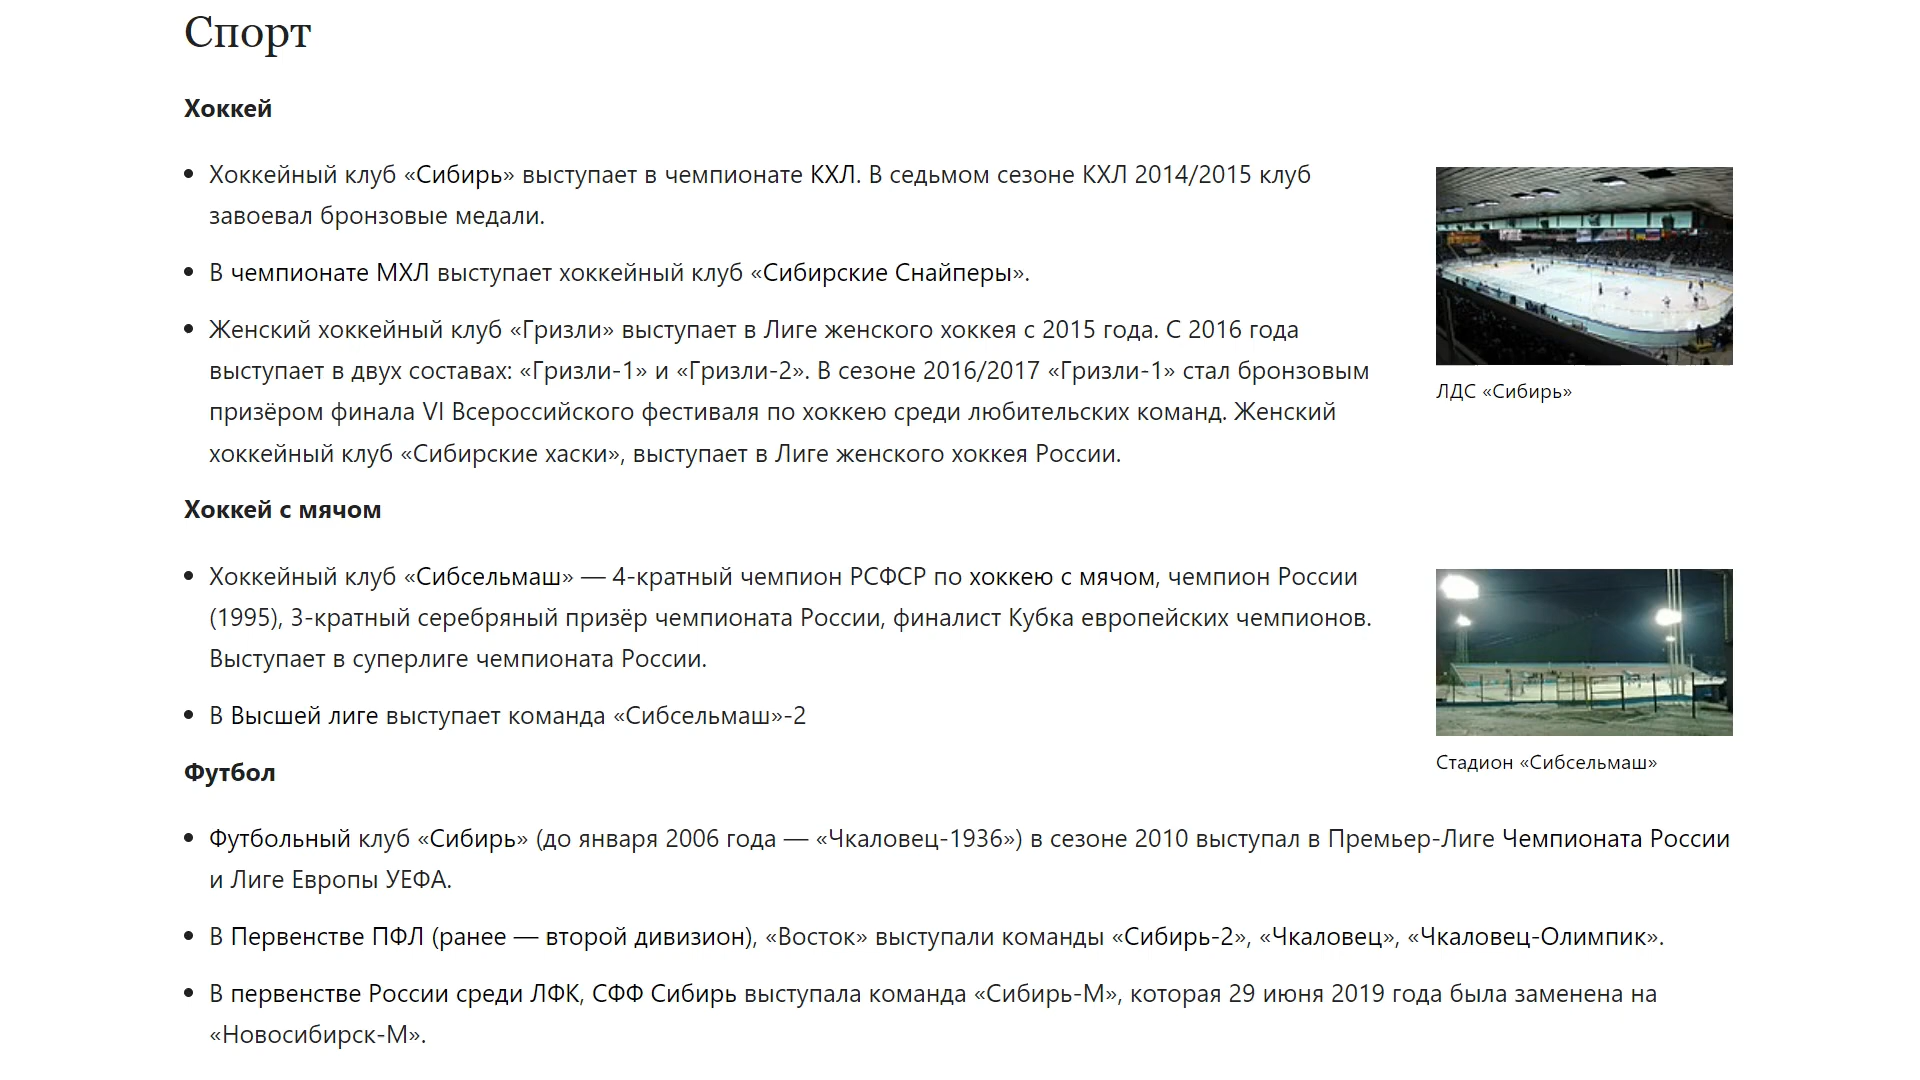 Спорт
Хоккей
Хоккейный клуб «Сибирь» выступает в чемпионате КХЛ. В седьмом сезоне КХЛ 2014/2015 клуб
завоевал бронзовые медали.
В чемпионате МХЛ выступает хоккейный клуб «Сибирские Снайперы».
Женский хоккейный клуб «Гризли» выступает в Лиге женского хоккея с 2015 года. С 2016 года
выступает в двух составах: «Гризли-1» и «Гризли-2». В сезоне 2016/2017 «Гризли-1» стал бронзовым
призёром финала VI Всероссийского фестиваля по хоккею среди любительских команд. Женский
хоккейный клуб «Сибирские хаски», выступает в Лиге женского хоккея России.
ЛДС «Сибирь»
Хоккей с мячом
Хоккейный клуб «Сибсельмаш» — 4-кратный чемпион РСФСР по хоккею с мячом, чемпион России
(1995), 3-кратный серебряный призёр чемпионата России, финалист Кубка европейских чемпионов.
Выступает в суперлиге чемпионата России.
В Высшей лиге выступает команда «Сибсельмаш»-2
Стадион «Сибсельмаш»
Футбол
Футбольный клуб «Сибирь» (до января 2006 года — «Чкаловец-1936») в сезоне 2010 выступал в Премьер-Лиге Чемпионата России
и Лиге Европы УЕФА.
В Первенстве ПФЛ (ранее — второй дивизион), «Восток» выступали команды «Сибирь-2», «Чкаловец», «Чкаловец-Олимпик».
В первенстве России среди ЛФК, СФФ Сибирь выступала команда «Сибирь-М», которая 29 июня 2019 года была заменена на
«Новосибирск-М».